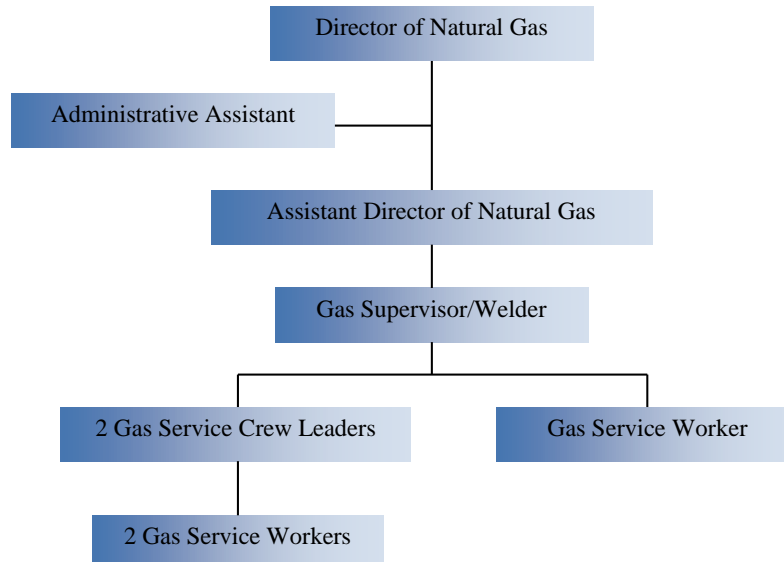 Director of Natural Gas
Administrative Assistant
Assistant Director of Natural Gas
Gas Supervisor/Welder
2 Gas Service Crew Leaders
Gas Service Worker
2 Gas Service Workers